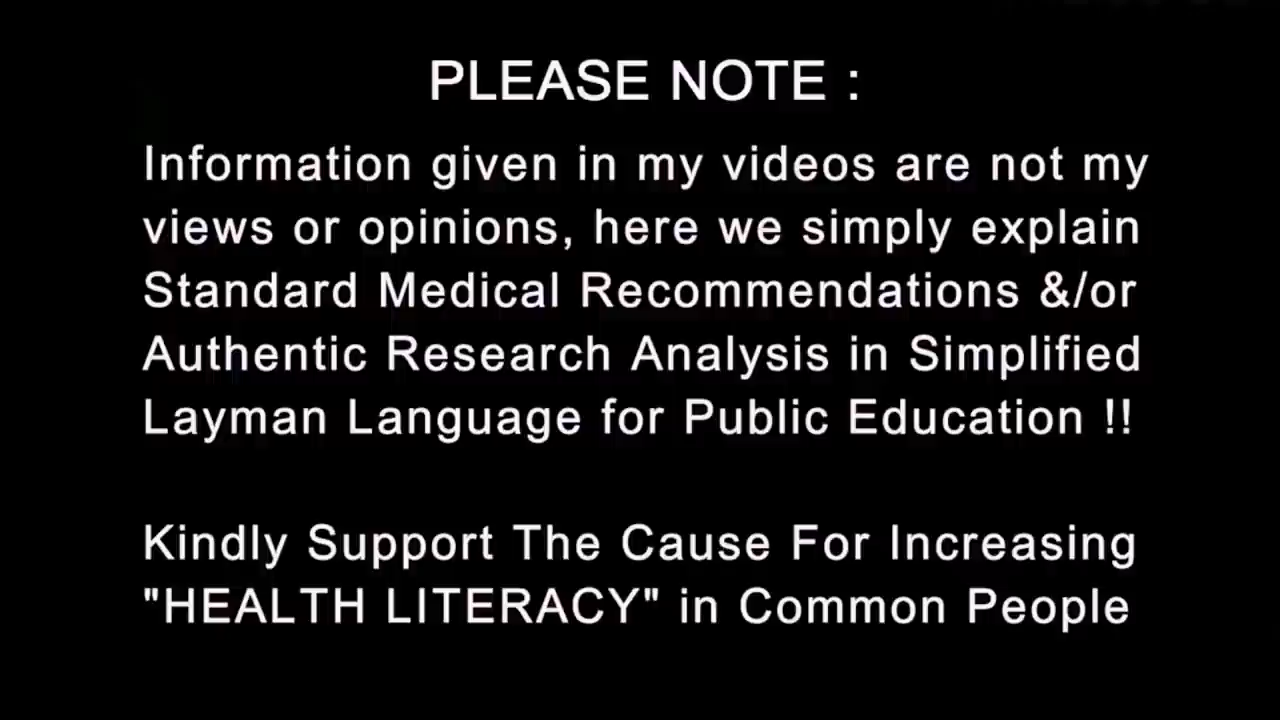 PLEASE NOTE :
Information given in my videos are not my
views or opinions, here we simply explain
Standard Medical Recommendations &/or
Authentic Research Analysis in Simplified
Layman Language for Public Education !!
Kindly Support The Cause For Increasing
"HEALTH LITERACY" in Common People